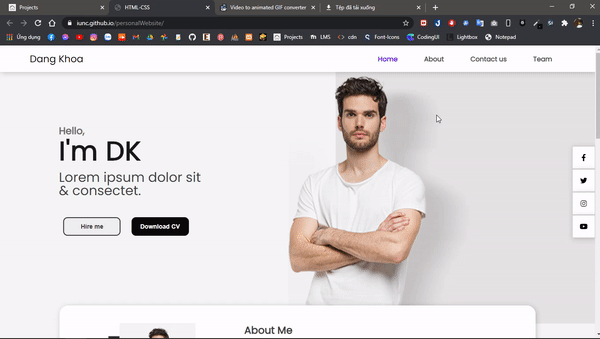 Projects
HTML-CSS
Video to animated GIF converter
Tệp đã tải xuống
iunc.github.io/personalWebsite/
Ứng dụng
Projects
LMS
cdn
Font-Icons
CodingUI
Lightbox
Notepad
Dang Khoa
Home
About
Contact us
Team
Hello,
I'm DK
Lorem ipsum dolor sit
& consectet.
Hire me
Download CV
About Me